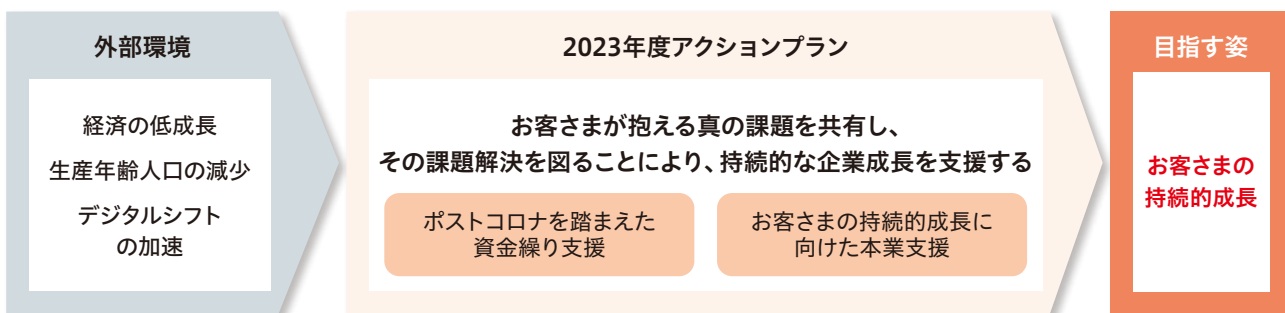 外部環境
経済の低成長
生産年齢人口の減少
デジタルシフト
の加速
2023年度アクションプラン
お客さまが抱える真の課題を共有し、
その課題解決を図ることにより、持続的な企業成長を支援する
ポストコロナを踏まえた
資金繰り支援
お客さまの持続的成長に
向けた本業支援
目指す姿
お客さまの
持続的成長